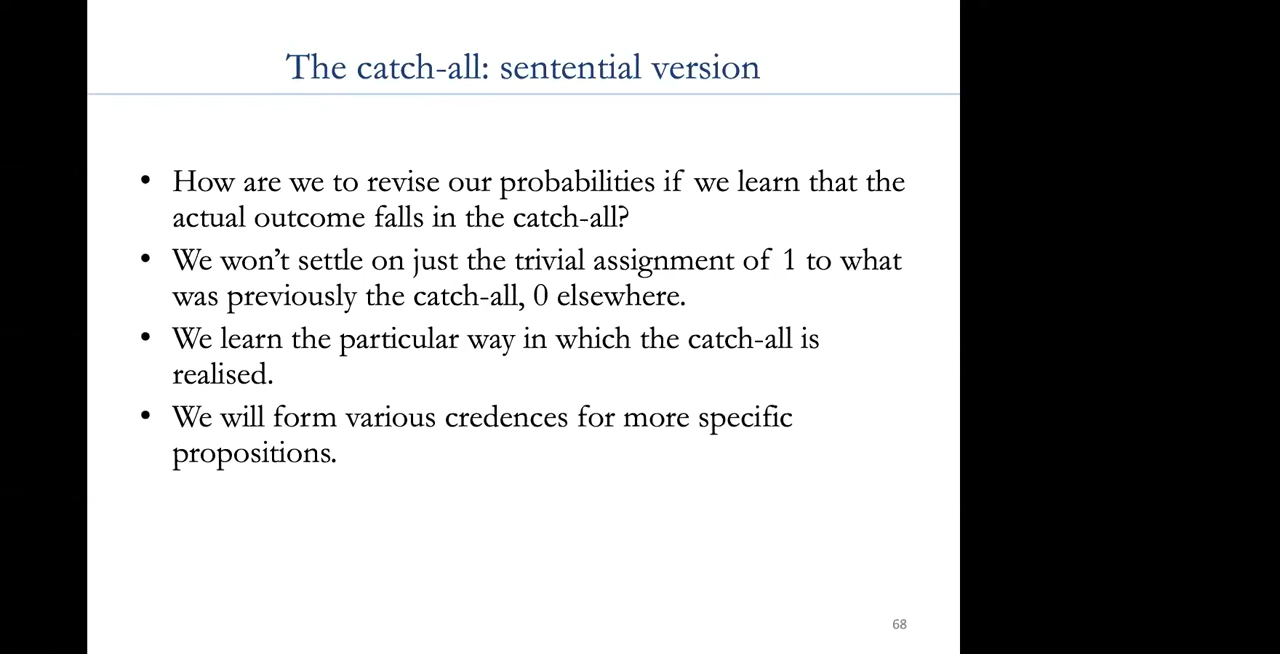 The catch-all: sentential version
• How are we to revise our probabilities if we learn that the
actual outcome falls in the catch-all?
• We won’t settle on just the trivial assignment of 1 to what
was previously the catch-all, 0 elsewhere.
• We learn the particular way in which the catch-all is
realised.
• We will form various credences for more specific
propositions.
68